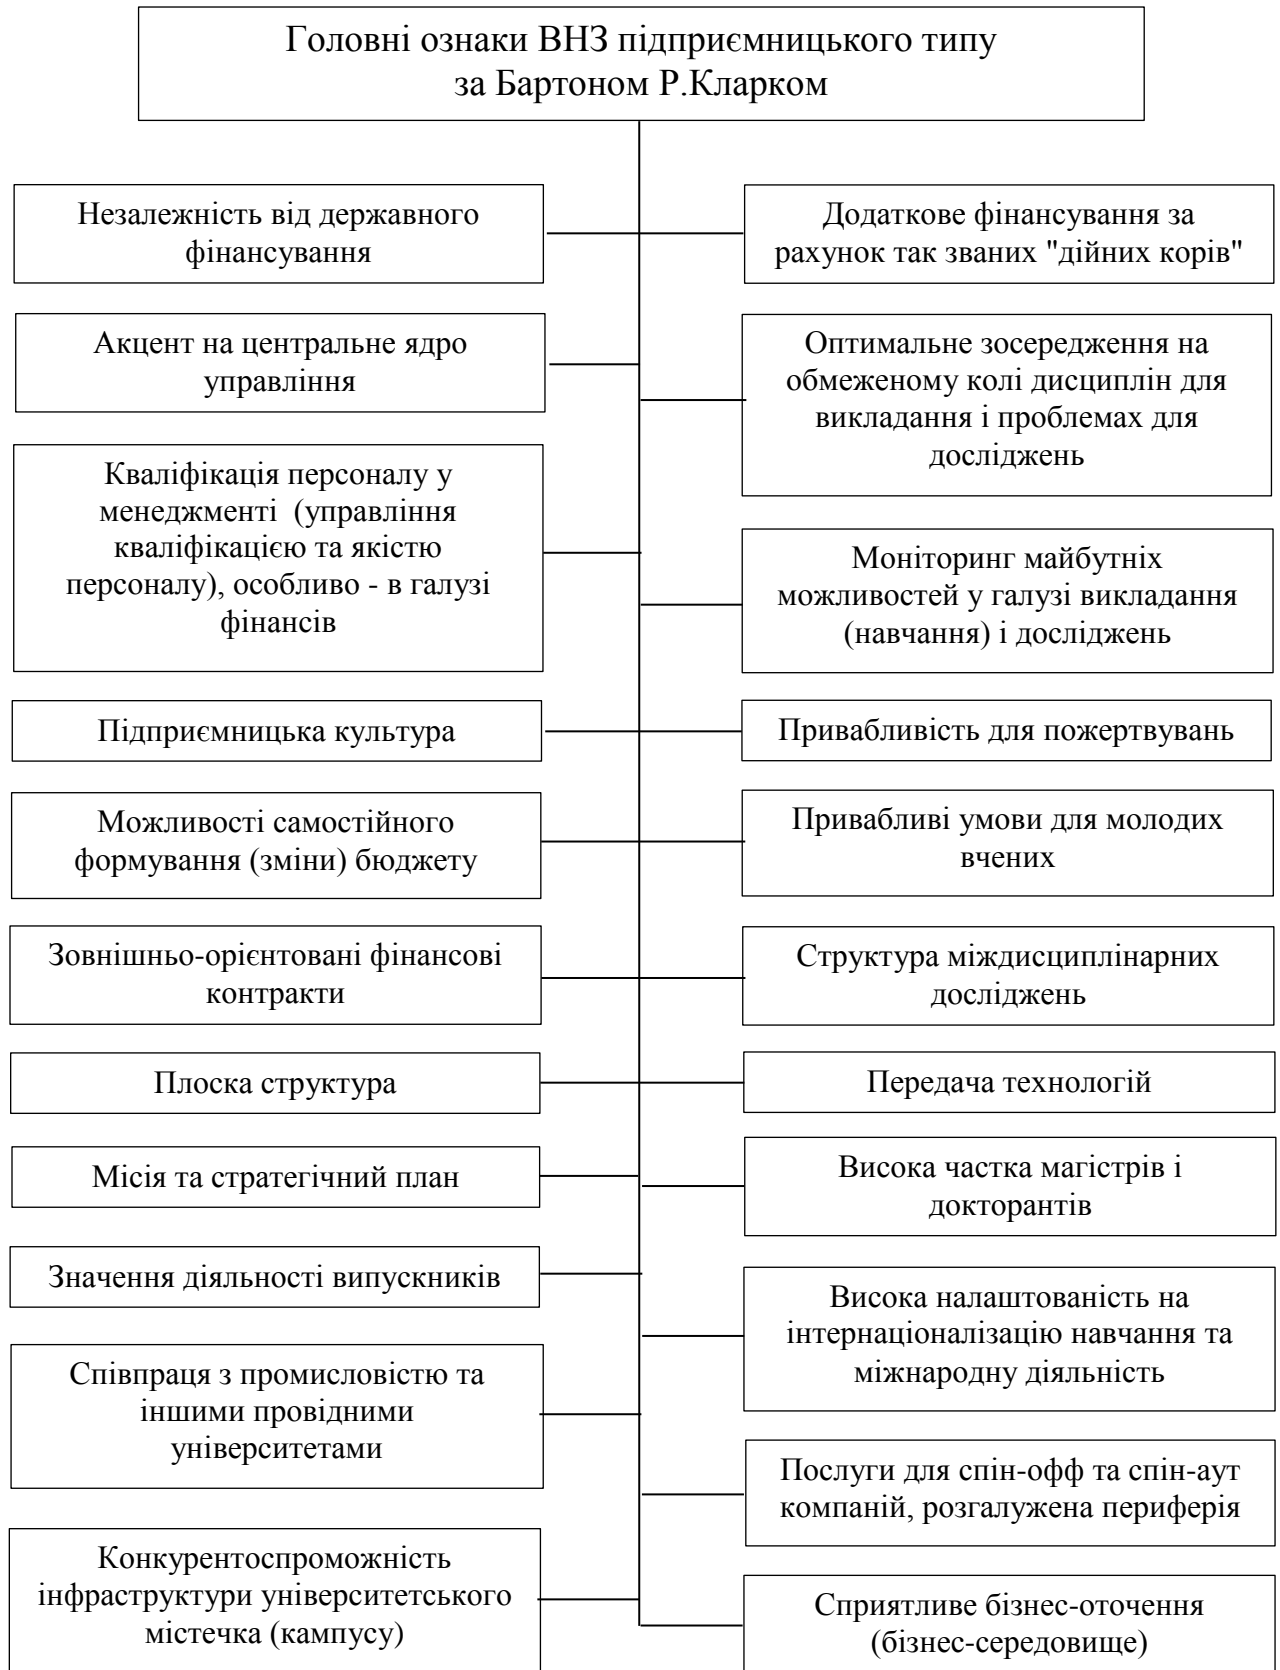 Головні ознаки ВНЗ підприємницького типу
за Бартоном Р.Кларком
Незалежність від державного
фінансування
Додаткове фінансування за
рахунок так званих "дійних корів"
Акцент на центральне ядро
управління
Оптимальне зосередження на
обмеженому колі дисциплін для
викладання і проблемах для
досліджень
Кваліфікація персоналу у
менеджменті (управління
кваліфікацією та якістю
персоналу), особливо - в галузі
фінансів
Моніторинг майбутніх
можливостей у галузі викладання
(навчання) і досліджень
Підприємницька культура
Привабливість для пожертвувань
Можливості самостійного
формування (зміни) бюджету
Привабливі умови для молодих
вчених
Зовнішньо-орієнтовані фінансові
контракти
Структура міждисциплінарних
досліджень
Плоска структура
Передача технологій
Місія та стратегічний план
Висока частка магістрів і
докторантів
Значення діяльності випускників
Висока налаштованість на
інтернаціоналізацію навчання та
міжнародну діяльність
Співпраця з промисловістю та
іншими провідними
університетами
Послуги для спін-офф та спін-аут
компаній, розгалужена периферія
Конкурентоспроможність
інфраструктури університетського
містечка (кампусу)
Сприятливе бізнес-оточення
(бізнес-середовище)